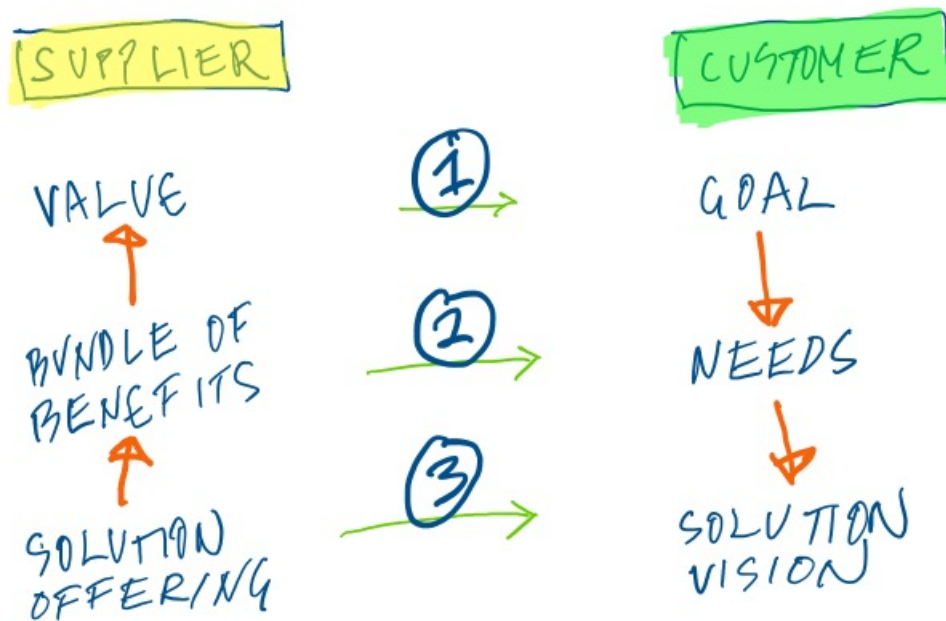 SUPPLIER
CUSTOMER
VALUE
1
GOAL
BUNDLE OF
BENEFITS
2
NEEDS
SOLUTION
OFFERING
3
SOLUTION
VISION